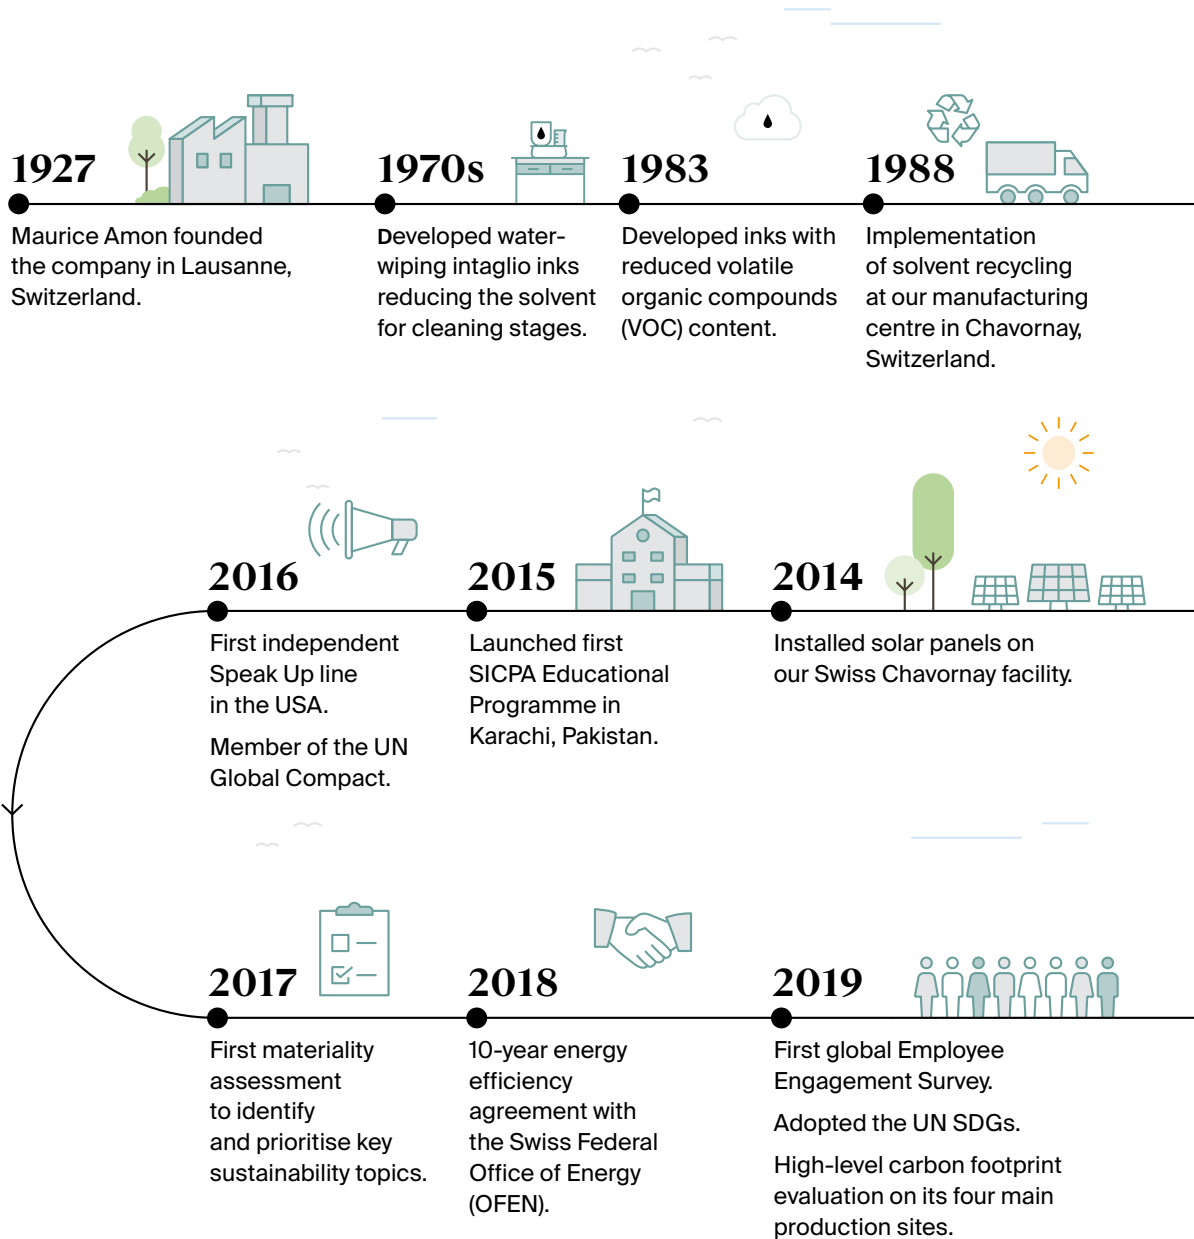 1927
Maurice Amon founded
the company in Lausanne,
Switzerland.
1970s
Developed water-
wiping intaglio inks
reducing the solvent
for cleaning stages.
1983
Developed inks with
reduced volatile
organic compounds
(VOC) content.
1988
Implementation
of solvent recycling
at our manufacturing
centre in Chavornay,
Switzerland.
2016
First independent
Speak Up line
in the USA.
Member of the UN
Global Compact.
2015
Launched first
SICPA Educational
Programme in
Karachi, Pakistan.
2014
Installed solar panels on
our Swiss Chavornay facility.
2017
First materiality
assessment
to identify
and prioritise key
sustainability topics.
2018
10-year energy
efficiency
agreement with
the Swiss Federal
Office of Energy
(OFEN).
2019
First global Employee
Engagement Survey.
Adopted the UN SDGs.
High-level carbon footprint
evaluation on its four main
production sites.